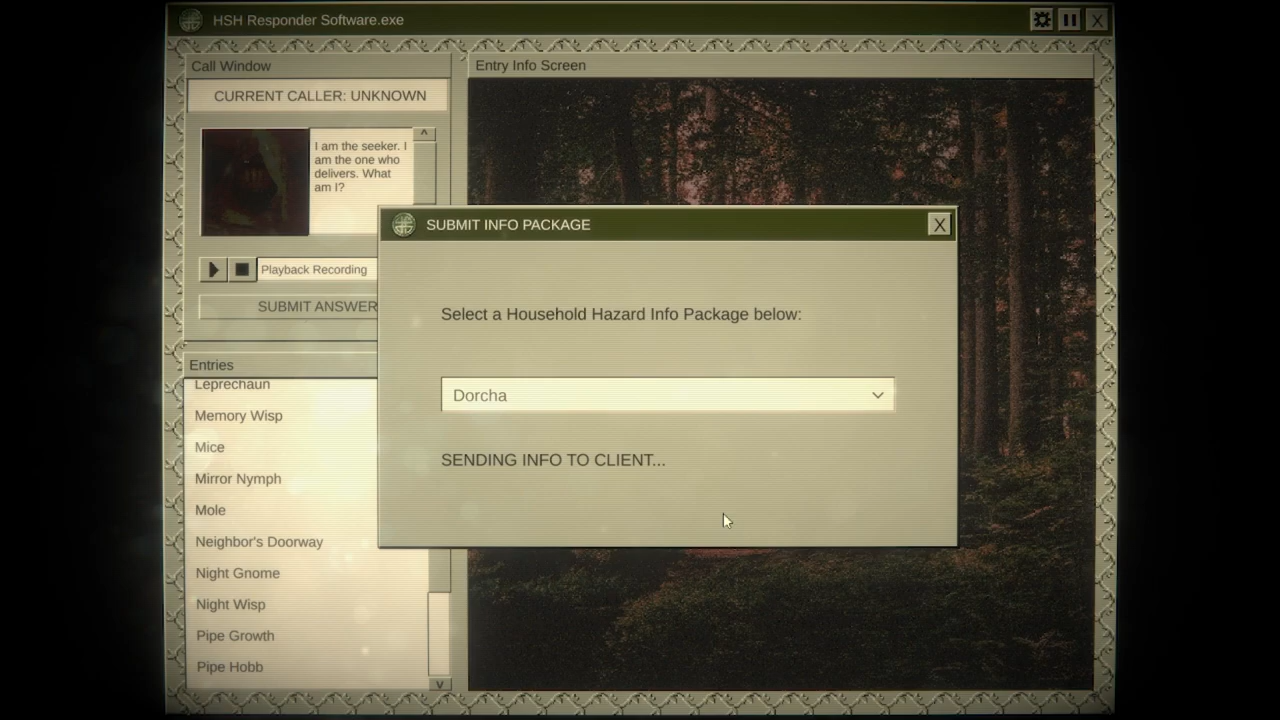 HSH Responder Software.exe
X
Call Window
CURRENT CALLER: UNKNOWN
I am the seeker. I
am the one who
delivers. What
am I?
Playback Recording
SUBMIT ANSWER
Entries
Leprechaun
Memory Wisp
Mice
Mirror Nymph
Mole
Neighbor's Doorway
Night Gnome
Night Wisp
Pipe Growth
Pipe Hobb
Entry Info Screen
SUBMIT INFO PACKAGE
X
Select a Household Hazard Info Package below:
Dorcha
SENDING INFO TO CLIENT...